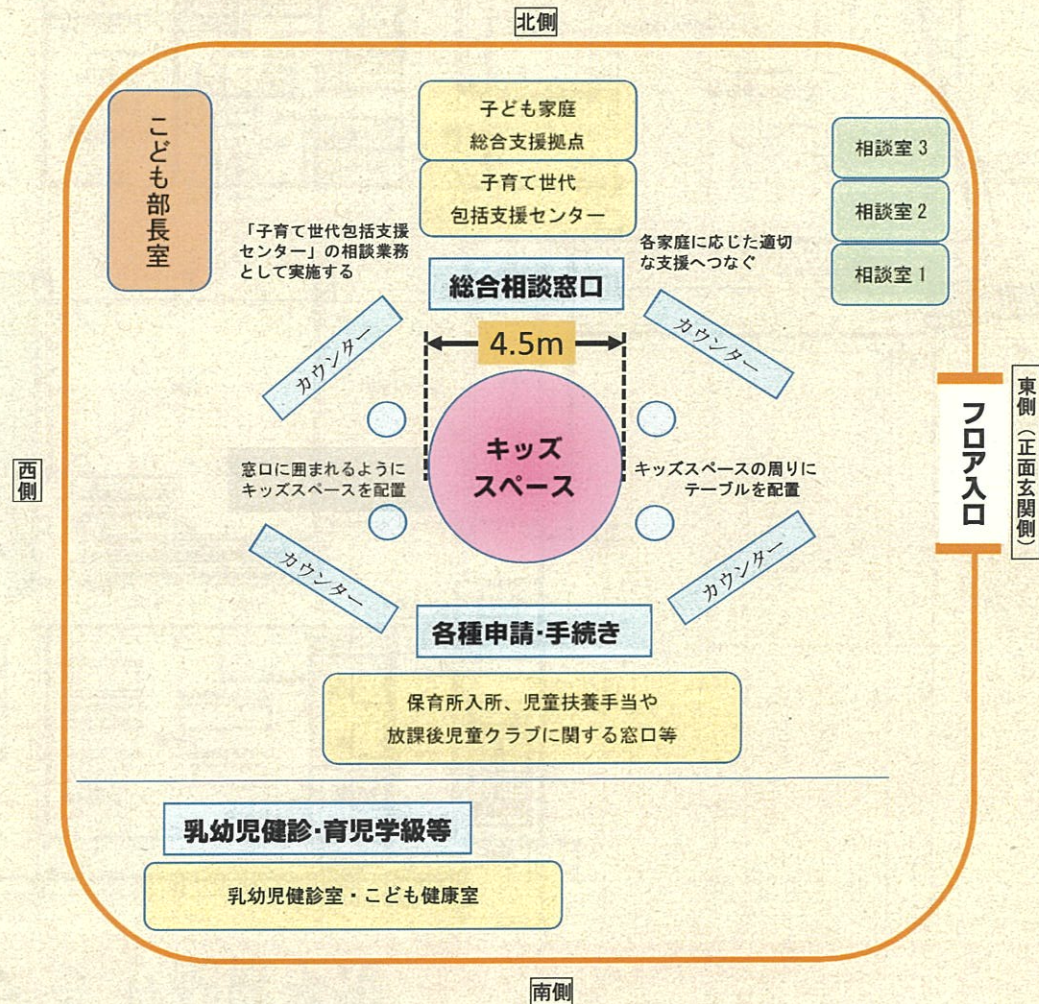 北側
こども部長室
子ども家庭
総合支援拠点
子育て世代
包括支援センター
相談室3
相談室2
相談室1
「子育て世代包括支援
センター」の相談業務
として実施する
各家庭に応じた適切
な支援へつなぐ
総合相談窓口
カウンター
カウンター
4.5m
キッズ
スペース
窓口に囲まれるように
キッズスペースを配置
キッズスペースの周りに
テーブルを配置
西側
フロア入口
東側(正面玄関側)
カウンター
カウンター
各種申請・手続き
保育所入所、児童扶養手当や
放課後児童クラブに関する窓口等
乳幼児健診・育児学級等
乳幼児健診室・こども健康室
南側